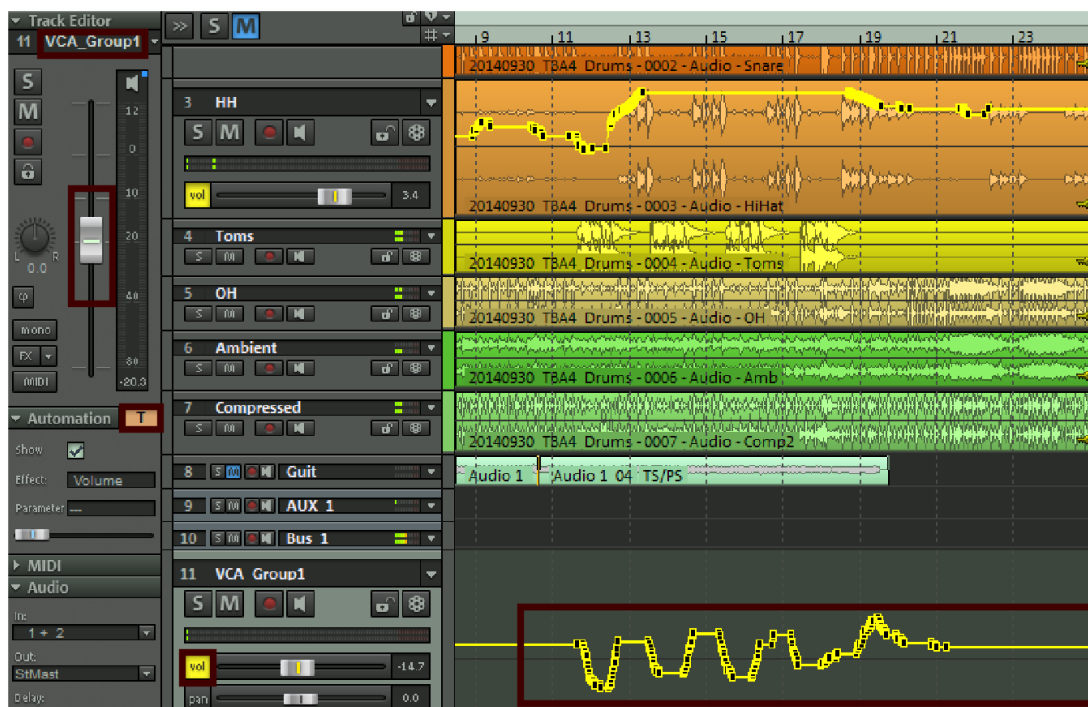 Track Editor
11 VCA_Group1
S
M
12
0
10
20
40
80
-20.3
L R
0.0
φ
mono
FX
MIDI
Automation T
Show
Effect: Volume
Parameter —
MIDI
Audio
In:
1 + 2
Out:
StMast
Delay:
>> S M
#
9 11 13 15 17 19 21 23
20140930 TBA4 Drums - 0002 - Audio - Snare
3 HH
S M
vol 3.4
20140930 TBA4 Drums - 0003 - Audio - HiHat
4 Toms
S M
20140930 TBA4 Drums - 0004 - Audio - Toms
5 OH
S M
20140930 TBA4 Drums - 0005 - Audio - OH
6 Ambient
S M
20140930 TBA4 Drums - 0006 - Audio - Amb
7 Compressed
S M
20140930 TBA4 Drums - 0007 - Audio - Comp2
8 S M Guit
Audio 1 Audio 1 04 TS/PS
9 S M AUX 1
10 S M Bus 1
11 VCA Group1
S M
vol -14.7
pan 0.0